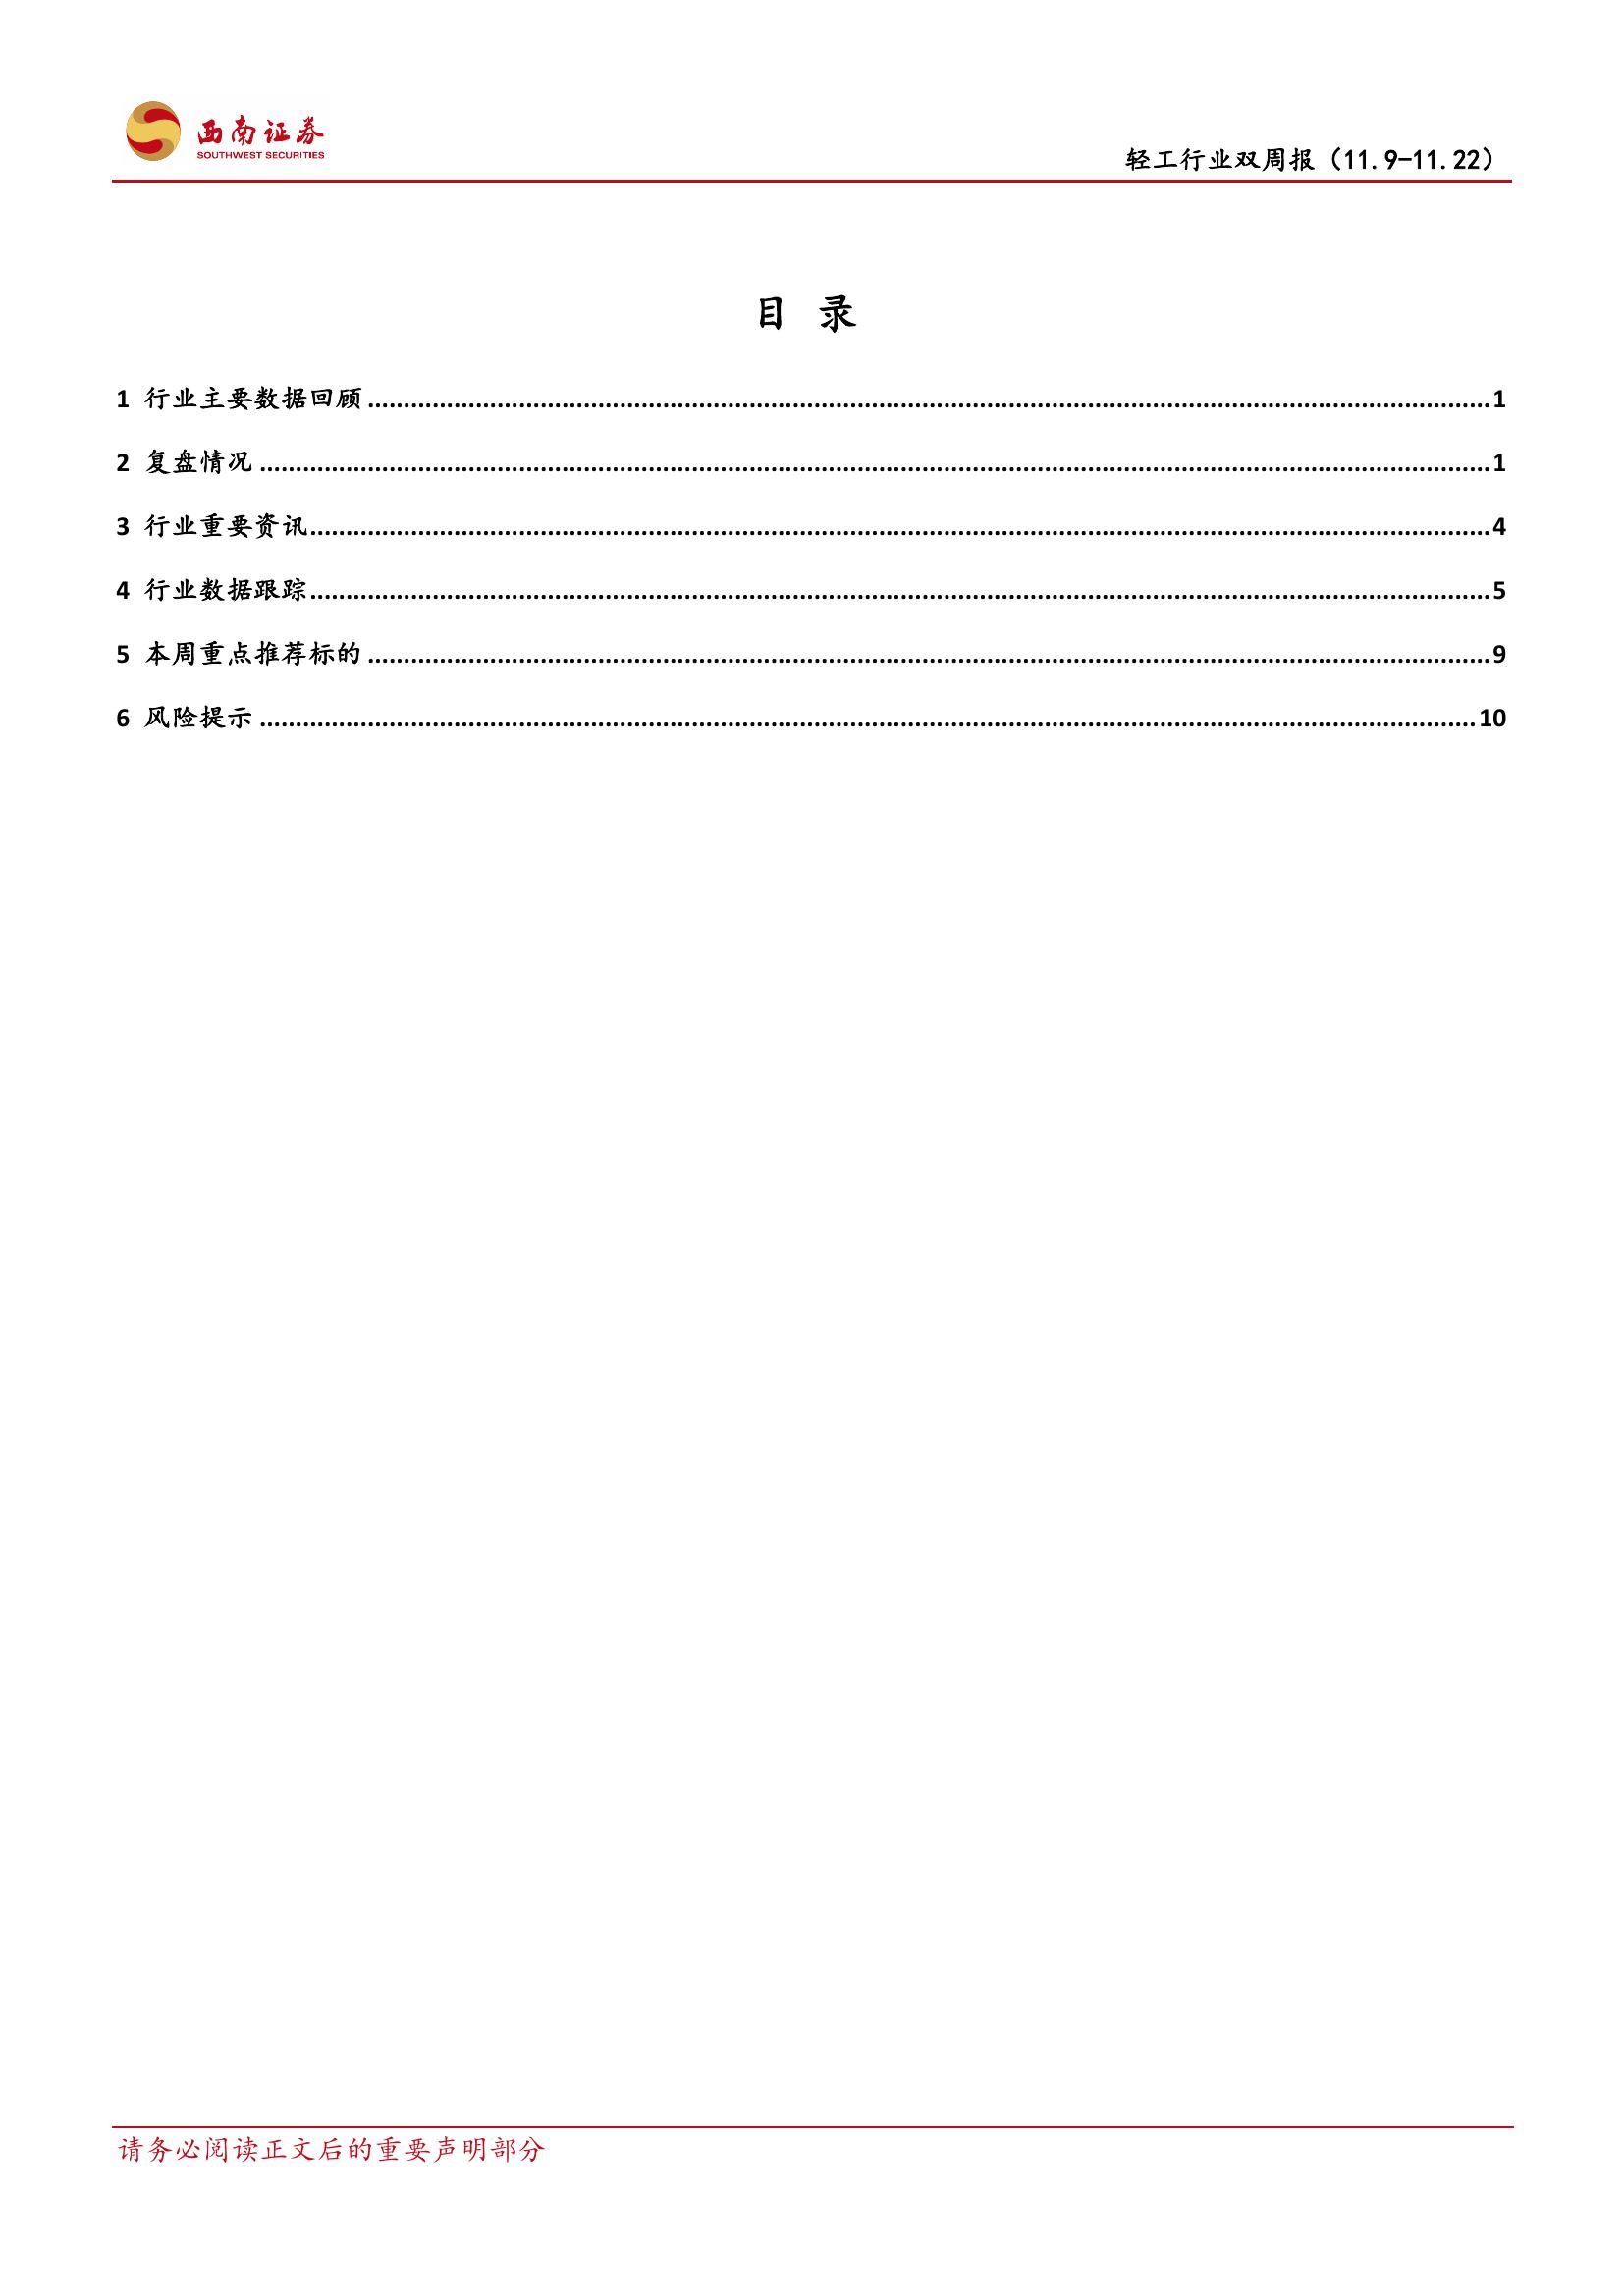 西南证券
SOUTHWEST SECURITIES
轻工行业双周报（11.9-11.22）
目 录
1 行业主要数据回顾........................................................1
2 复盘情况........................................................1
3 行业重要资讯........................................................4
4 行业数据跟踪........................................................5
5 本周重点推荐标的........................................................9
6 风险提示........................................................10
请务必阅读正文后的重要声明部分